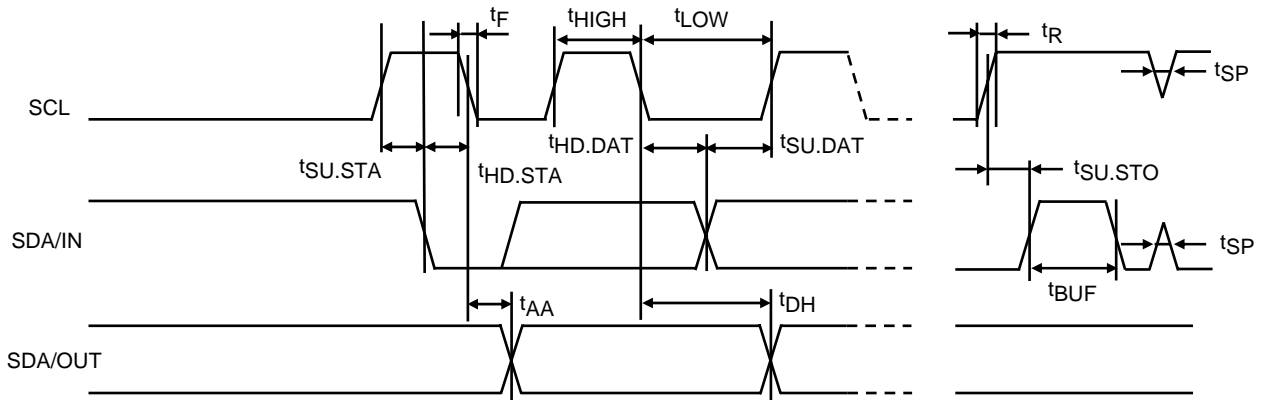 tF
tHIGH
tLOW
tR
tSP
SCL
tSU.STA
tHD.STA
tHD.DAT
tSU.DAT
tSU.STO
SDA/IN
tSP
tBUF
tAA
tDH
SDA/OUT